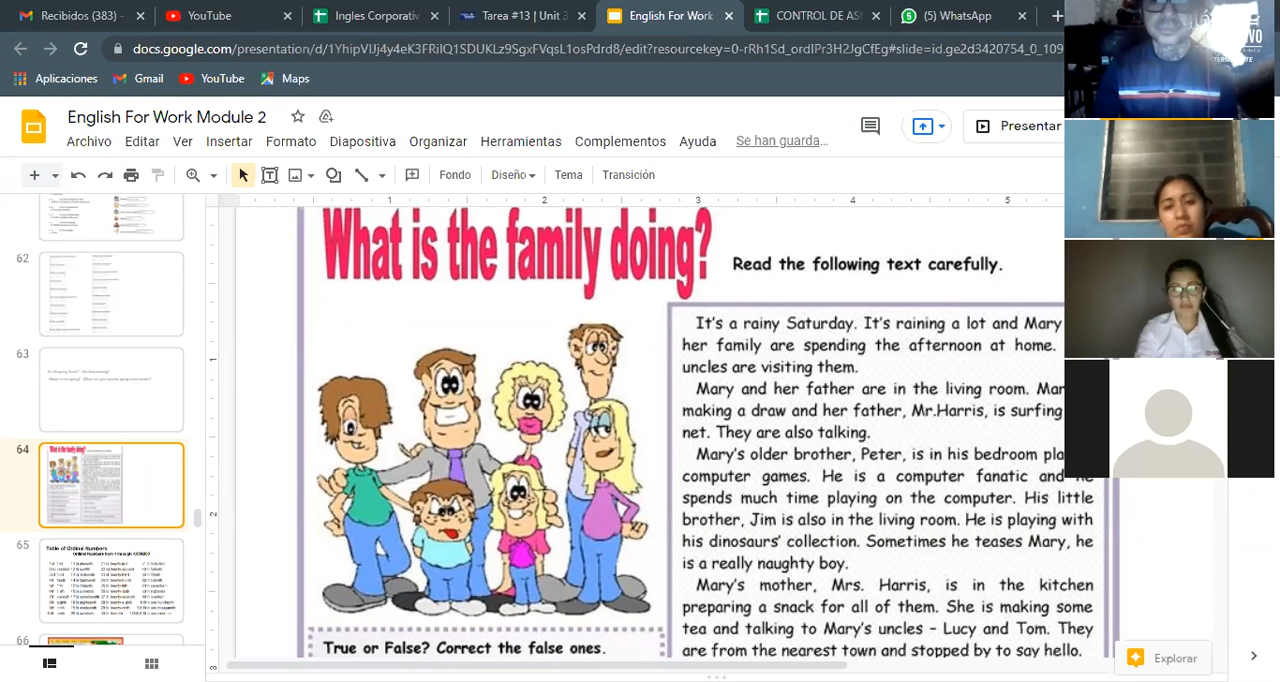 Recibidos (383) -
YouTube
Ingles Corporativ
Tarea #13 | Unit 3
English For Work
CONTROL DE ASI
(5) WhatsApp
docs.google.com/presentation/d/1YhipVIJj4y4eK3FRilQ1SDUKLz9SgxFVqsL1osPdrd8/edit?resourcekey=0-rRh1Sd_ordIPr3H2JgCfEg#slide=id.ge2d3420754_0_109
Aplicaciones
Gmail
YouTube
Maps
English For Work Module 2
Archivo Editar Ver Insertar Formato Diapositiva Organizar Herramientas Complementos Ayuda Se han guarda...
Presentar
Fondo Diseño Tema Transición
1 2 3 4 5
62
63
64
65
Table of Ordinal Numbers
66
What is the family doing?
Read the following text carefully.
It's a rainy Saturday. It's raining a lot and Mary
her family are spending the afternoon at home.
uncles are visiting them.
Mary and her father are in the living room. Mar
making a draw and her father, Mr.Harris, is surfing
net. They are also talking.
Mary's older brother, Peter, is in his bedroom pla
computer games. He is a computer fanatic and he
spends much time playing on the computer. His little
brother, Jim is also in the living room. He is playing with
his dinosaurs' collection. Sometimes he teases Mary, he
is a really naughty boy.
Mary's mother, Mrs. Harris, is in the kitchen
preparing a snack for all of them. She is making some
tea and talking to Mary's uncles – Lucy and Tom. They
are from the nearest town and stopped by to say hello.
True or False? Correct the false ones.
1
2
3
Explorar